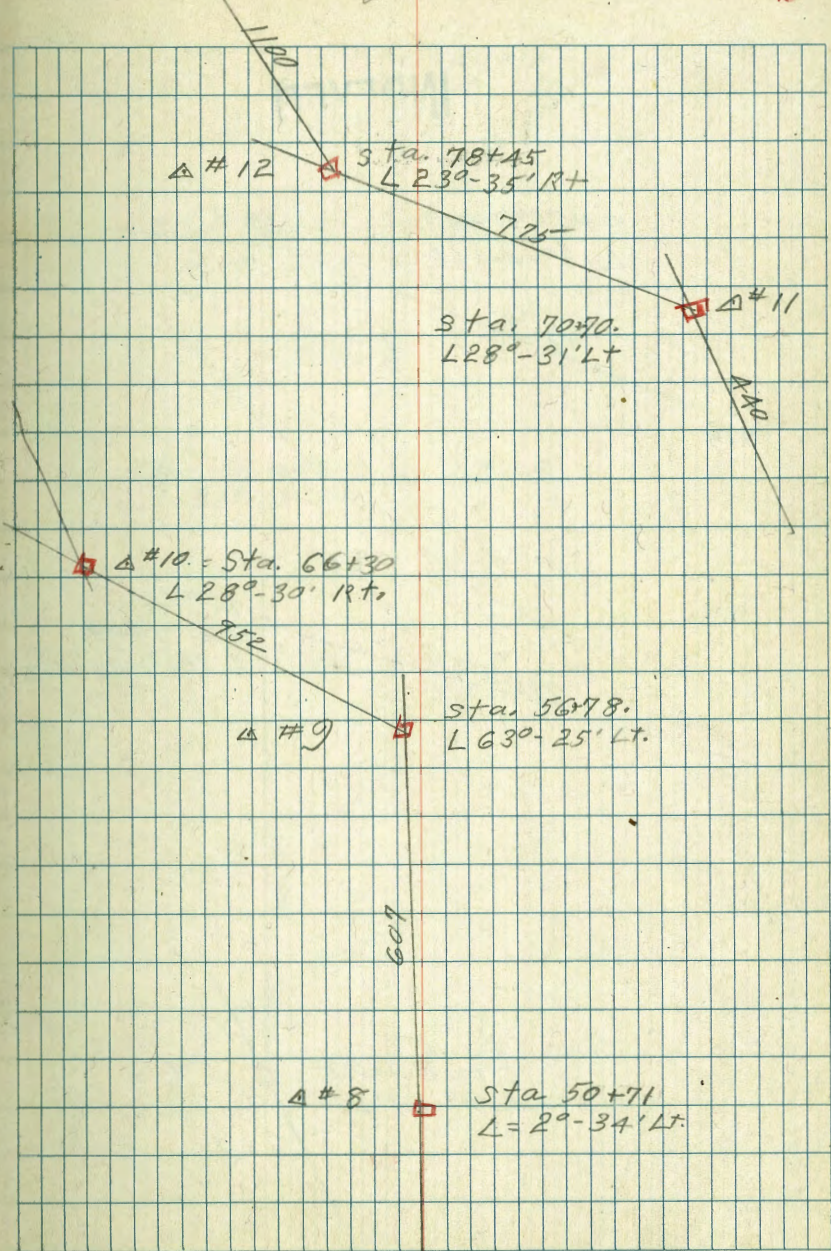 1100
△ #12
sta. 78+45
L 23°-35' Rt
775
sta. 70+70.
L 28°-31' Lt
△ #11
440
△ #10 = Sta. 66+30
L 28°-30' Rt.
952
△ #9
sta. 56+78.
L 63°-25' Lt.
607
△ #8
sta 50+71
L = 2°-34' Lt.